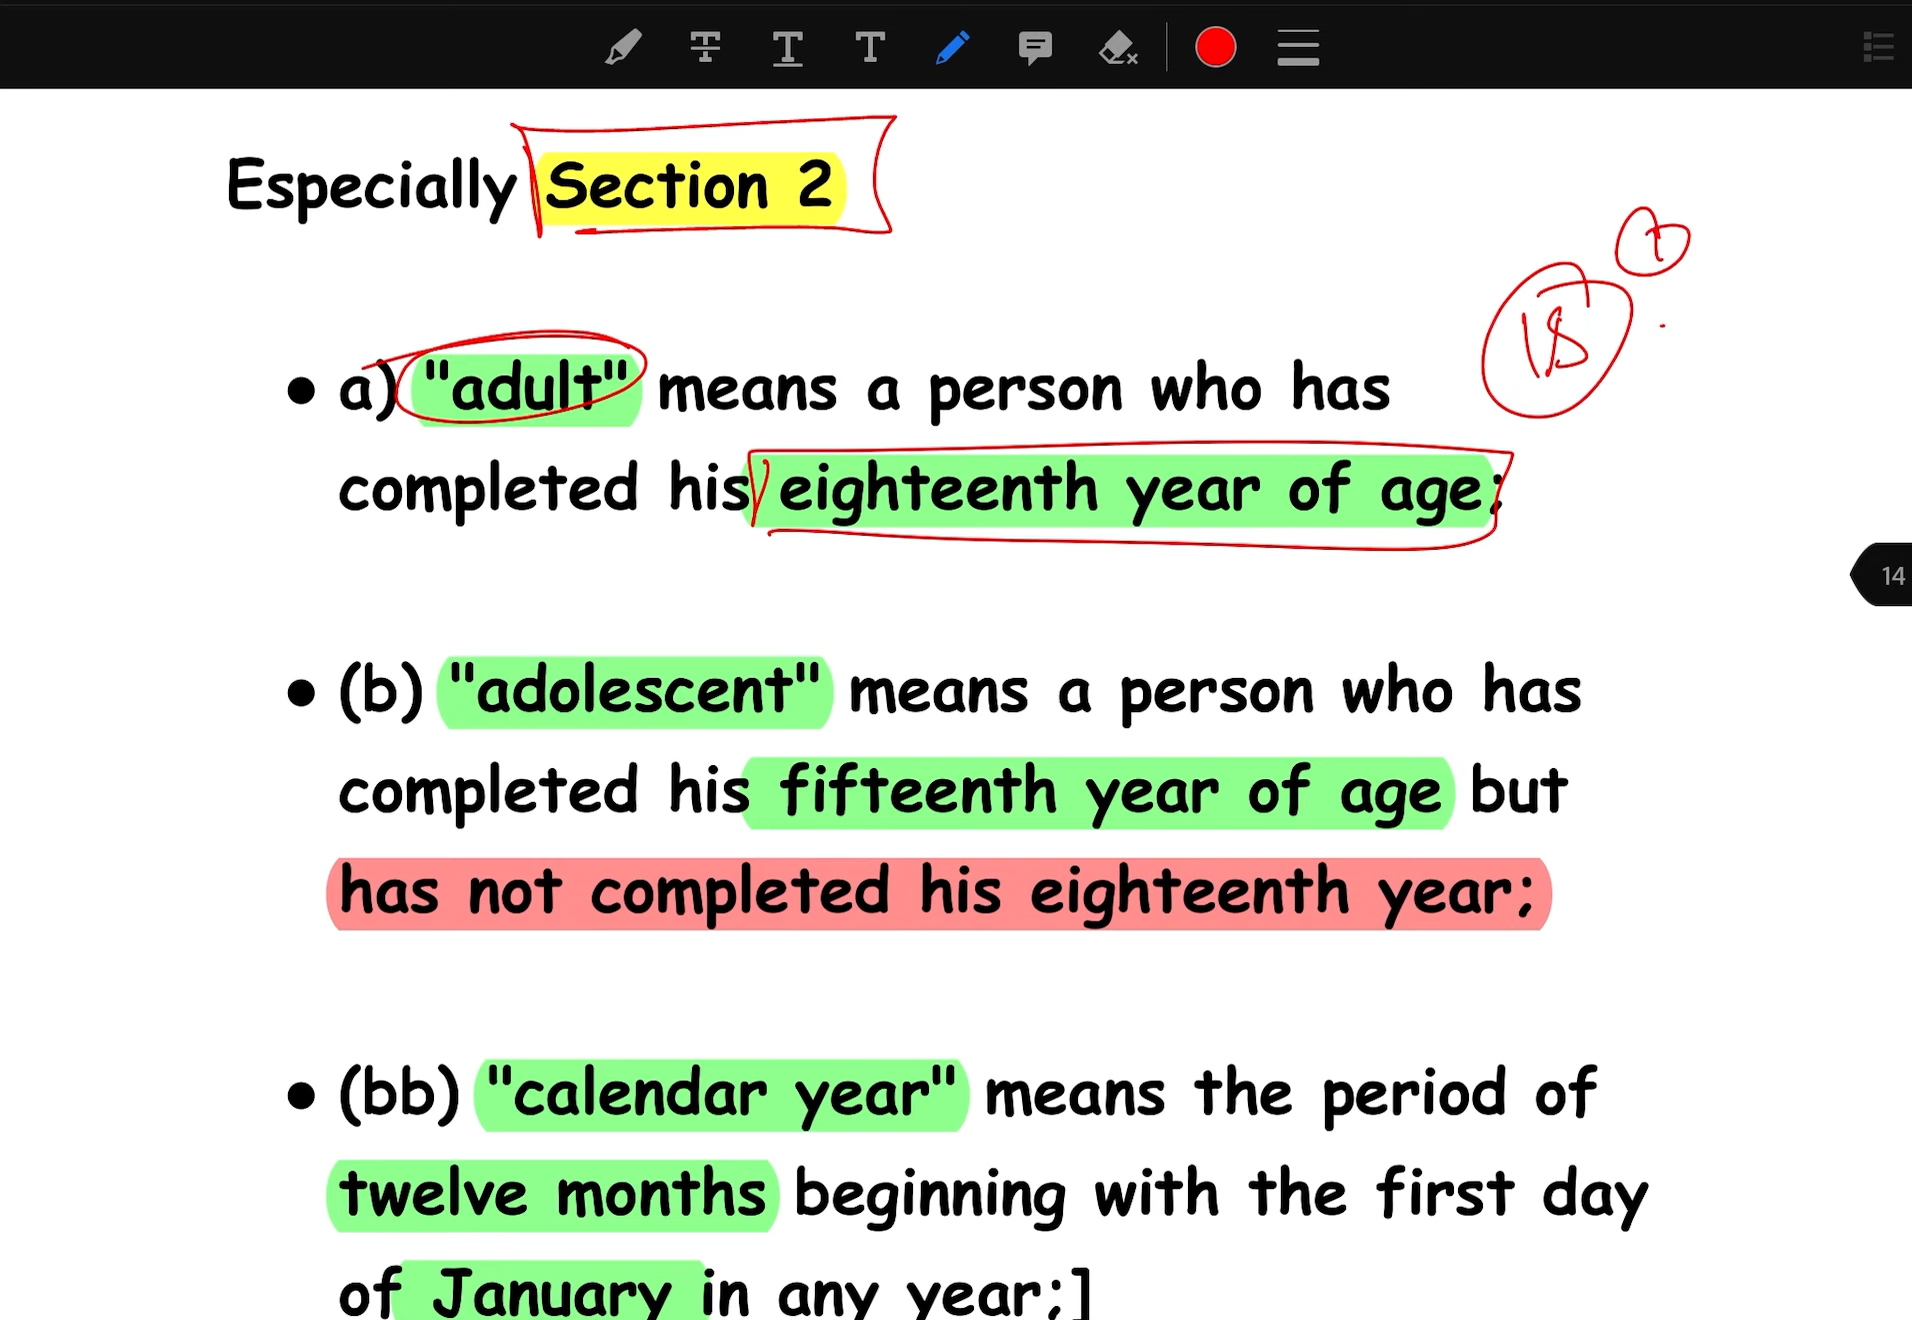 Especially Section 2
18 +
• a) "adult" means a person who has
completed his eighteenth year of age;
• (b) "adolescent" means a person who has
completed his fifteenth year of age but
has not completed his eighteenth year;
• (bb) "calendar year" means the period of
twelve months beginning with the first day
of January in any year;]
14